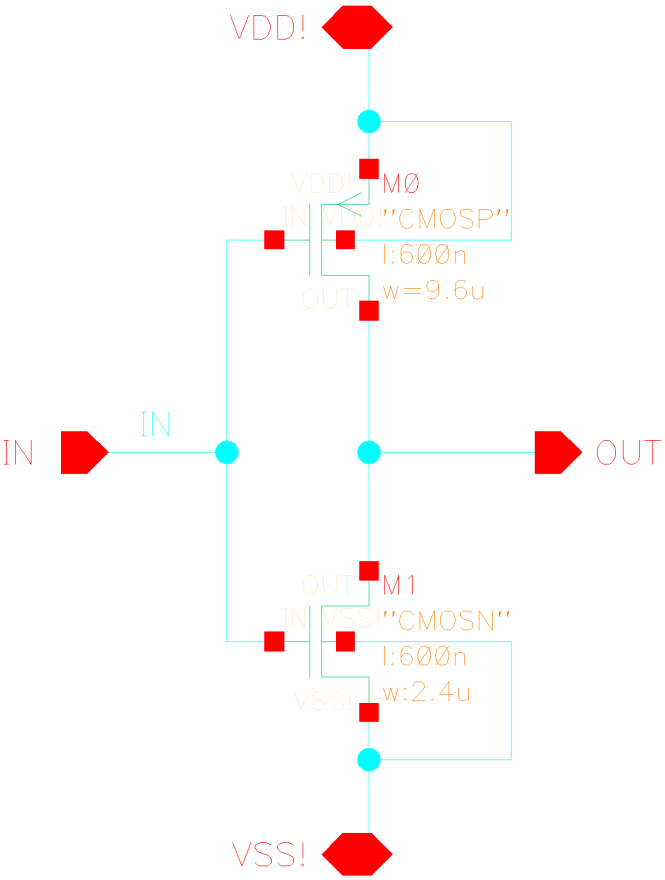 VDD!
VDD!
M0
IN VDD!
"CMOSP"
l:600n
OUT
w=9.6u
IN
IN
OUT
OUT
M1
IN VSS!
"CMOSN"
l:600n
VSS!
w:2.4u
VSS!